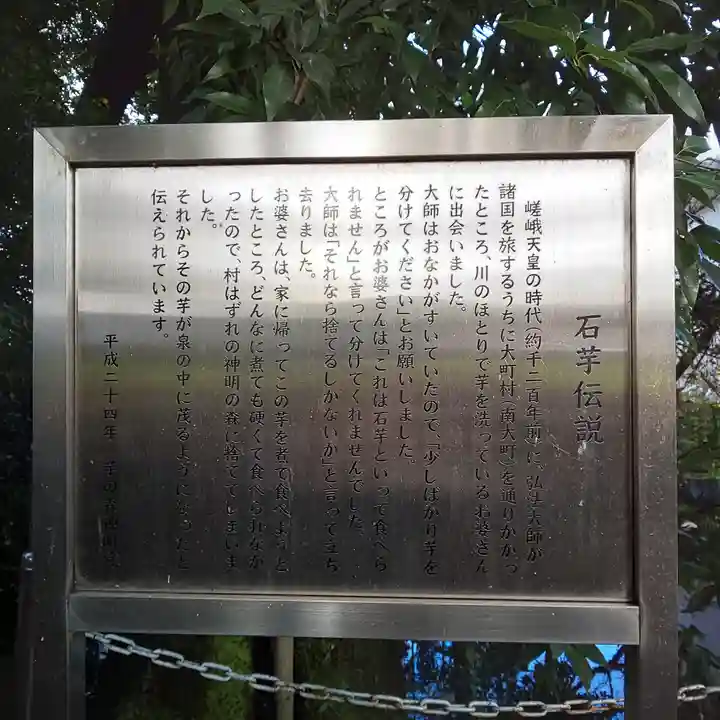 石芋伝説
嵯峨天皇の時代(約千二百年前)に、弘法大師が
諸国を旅するうちに大町村(南大町)を通りかかっ
たところ、川のほとりで芋を洗っているお婆さん
に出会いました。
大師はおなかがすいていたので、「少しばかり芋を
分けてください」とお願いしました。
ところがお婆さんは「これは石芋といって食べら
れません」と言って分けてくれませんでした。
大師は「それなら捨てるしかないか」と言って立ち
去りました。
お婆さんは、家に帰ってこの芋を煮て食べようと
したところ、どんなに煮ても硬くて食べられなか
ったので、村はずれの神明の森に捨ててしまいま
した。
それからその芋が泉の中に茂るようになったと
伝えられています。
平成二十四年 芋の森神明社